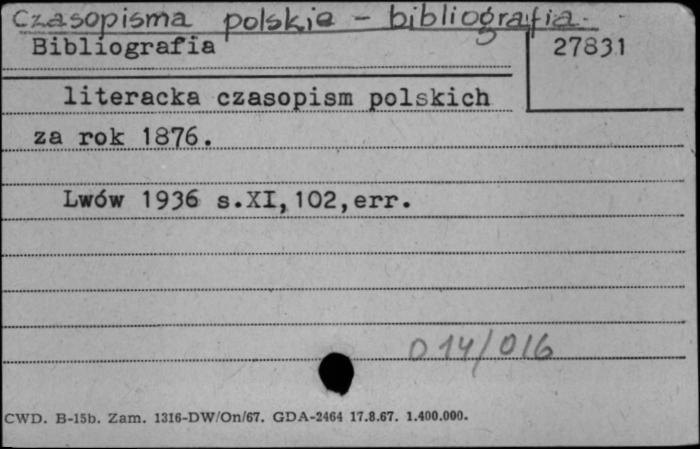 Czasopisma polskie - bibliografia.
Bibliografia
27831
literacka czasopism polskich
za rok 1876.
Lwów 1936 s.XI,102,err.
014/016
CWD. B-15b. Zam. 1316-DW/On/67. GDA-2464 17.8.67. 1.400.000.